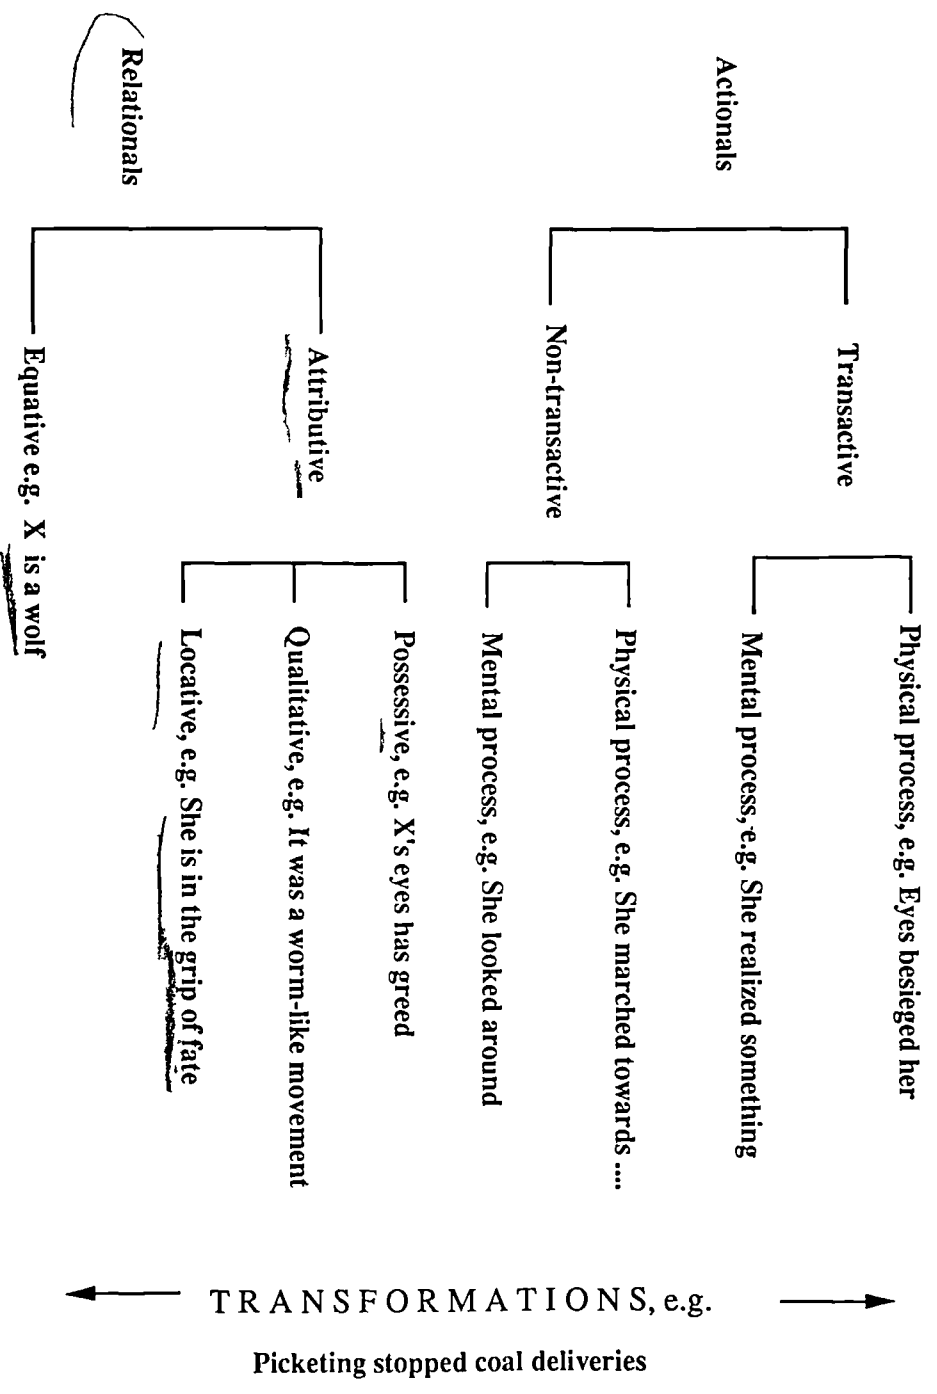 Actionals
Transactive
Physical process, e.g. Eyes besieged her
Mental process, e.g. She realized something
Non-transactive
Physical process, e.g. She marched towards ....
Mental process, e.g. She looked around
Relationals
Attributive
Possessive, e.g. X's eyes has greed
Qualitative, e.g. It was a worm-like movement
Locative, e.g. She is in the grip of fate
Equative e.g. X is a wolf
TRANSFORMATIONS, e.g.
Picketing stopped coal deliveries